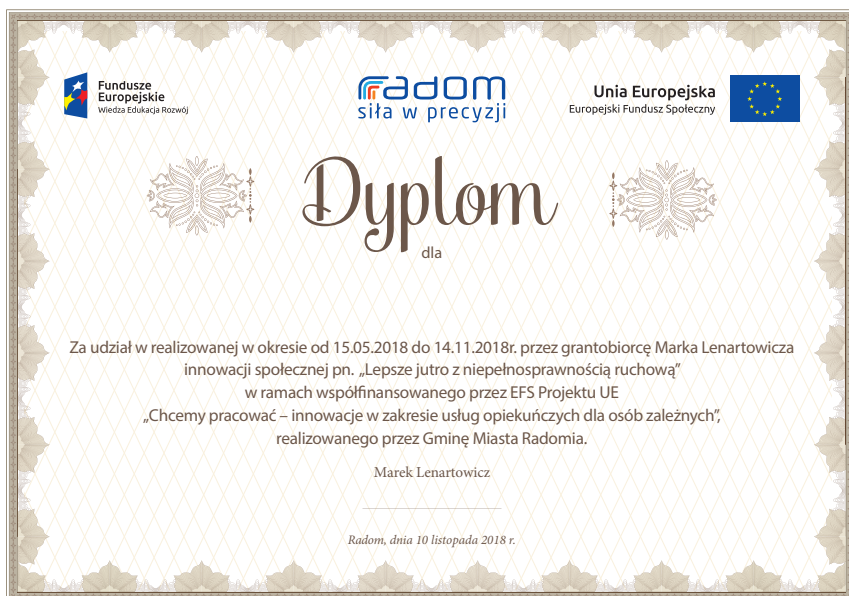 Fundusze
Europejskie
Wiedza Edukacja Rozwój
radom
siła w precyzji
Unia Europejska
Europejski Fundusz Społeczny
Dyplom
dla
Za udział w realizowanej w okresie od 15.05.2018 do 14.11.2018r. przez grantobiorcę Marka Lenartowicza
innowacji społecznej pn. „Lepsze jutro z niepełnosprawnością ruchową”
w ramach współfinansowanego przez EFS Projektu UE
„Chcemy pracować – innowacje w zakresie usług opiekuńczych dla osób zależnych”,
realizowanego przez Gminę Miasta Radomia.
Marek Lenartowicz
Radom, dnia 10 listopada 2018 r.